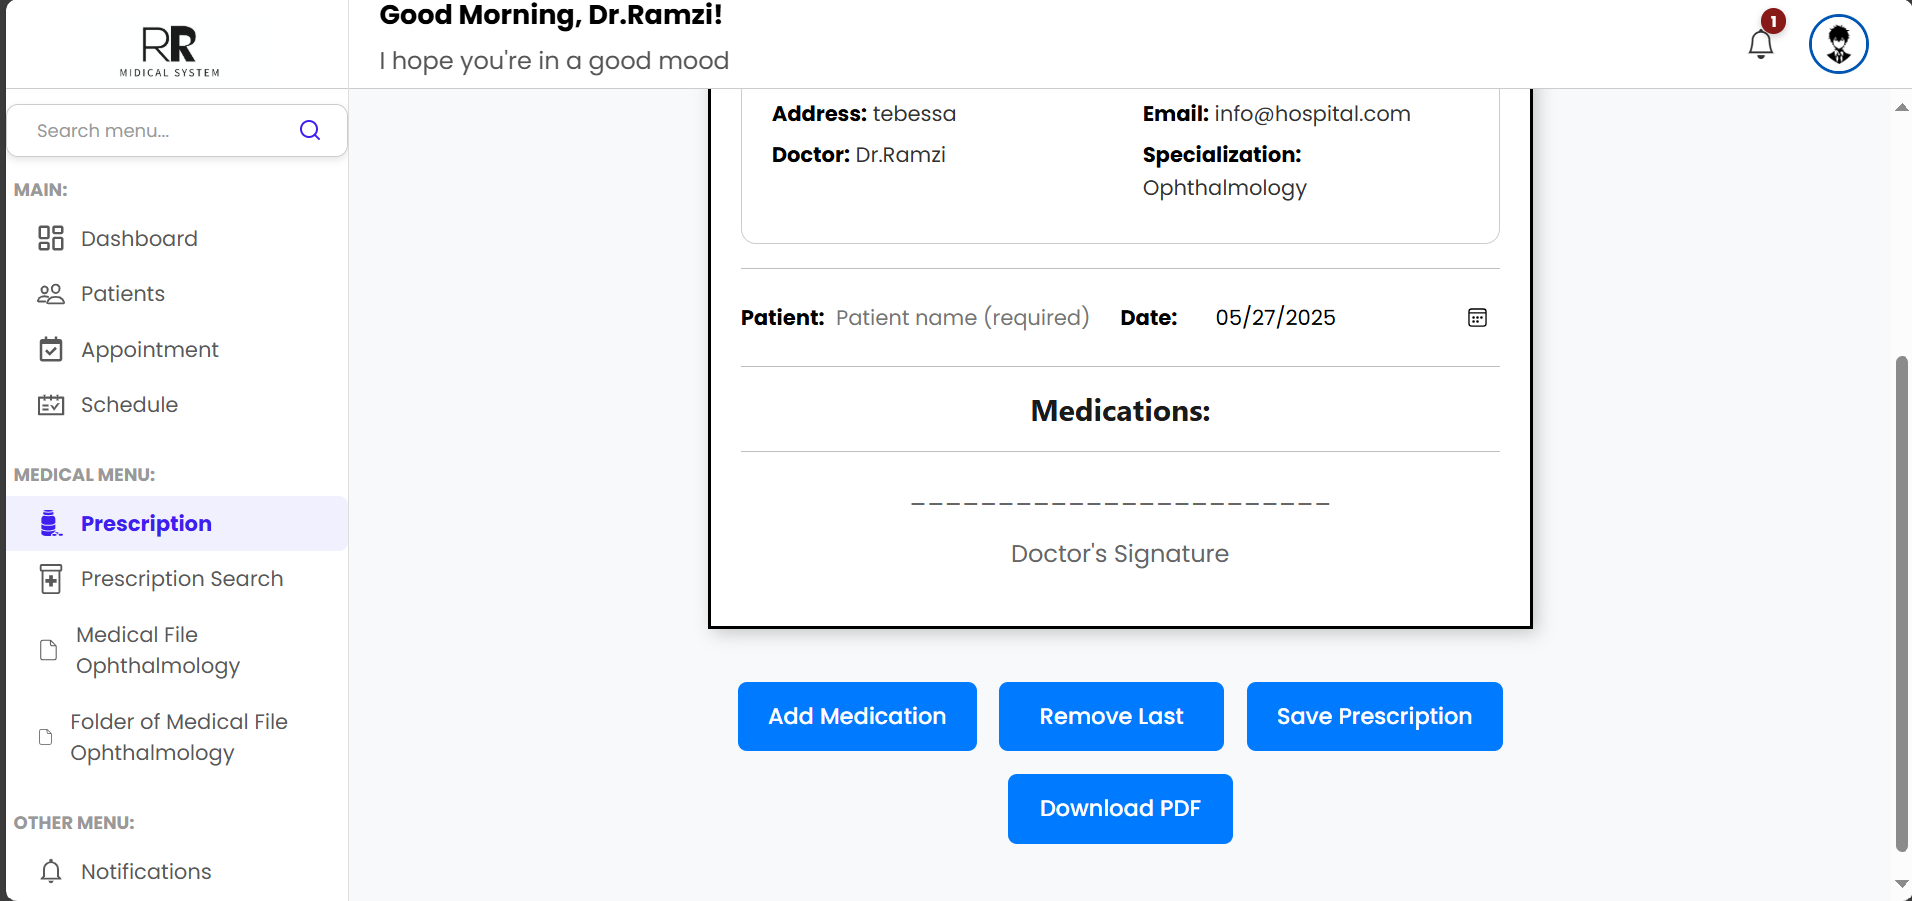 RR
MIDICAL SYSTEM
Good Morning, Dr.Ramzi!
I hope you're in a good mood
1
Search menu...
MAIN:
Dashboard
Patients
Appointment
Schedule
MEDICAL MENU:
Prescription
Prescription Search
Medical File
Ophthalmology
Folder of Medical File
Ophthalmology
OTHER MENU:
Notifications
Address: tebessa
Email: info@hospital.com
Doctor: Dr.Ramzi
Specialization:
Ophthalmology
Patient: Patient name (required) Date: 05/27/2025
Medications:
________________________
Doctor's Signature
Add Medication
Remove Last
Save Prescription
Download PDF